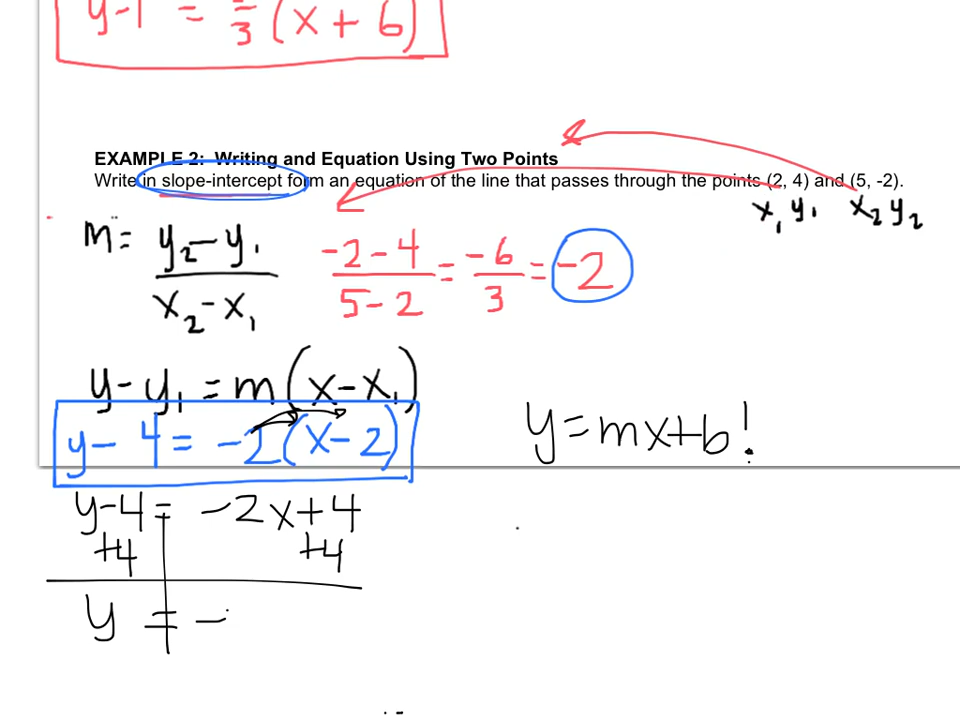 y-1 = 1/3 (x + 6)
EXAMPLE 2: Writing and Equation Using Two Points
Write in slope-intercept form an equation of the line that passes through the points (2, 4) and (5, -2).
x₁ y₁ x₂ y₂
m = (y₂ - y₁)/(x₂ - x₁) (-2 - 4)/(5 - 2) = -6/3 = -2
y - y₁ = m(x - x₁)
y - 4 = -2(x - 2)
y = mx + b!
y - 4 = -2x + 4
+4 +4
y = -